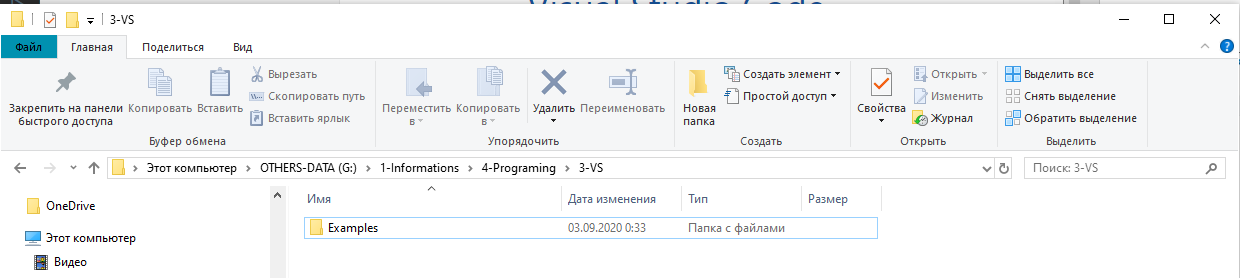 Visual Studio Code
3-VS
Файл Главная Поделиться Вид
Закрепить на панели быстрого доступа
Копировать
Вставить
Вырезать
Скопировать путь
Вставить ярлык
Буфер обмена
Переместить в
Копировать в
Удалить
Переименовать
Упорядочить
Новая папка
Создать элемент
Простой доступ
Создать
Свойства
Открыть
Изменить
Журнал
Открыть
Выделить все
Снять выделение
Обратить выделение
Выделить
Этот компьютер OTHERS-DATA (G:) 1-Informations 4-Programing 3-VS
Поиск: 3-VS
OneDrive
Этот компьютер
Видео
Имя Дата изменения Тип Размер
Examples 03.09.2020 0:33 Папка с файлами